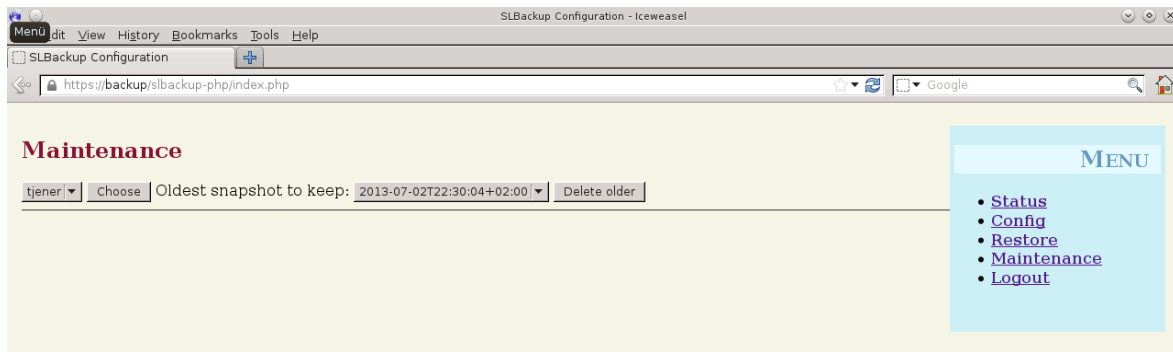 SLBackup Configuration - Iceweasel
Menü dit View History Bookmarks Tools Help
SLBackup Configuration
https://backup/slbackup-php/index.php Google
Maintenance
tjener Choose Oldest snapshot to keep: 2013-07-02T22:30:04+02:00 Delete older
MENU
• Status
• Config
• Restore
• Maintenance
• Logout